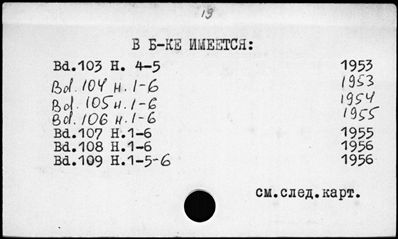 13
В Б-КЕ ИМЕЕТСЯ:
Bd.103 H. 4-5 1953
Bd. 104 H. 1-6 1953
Bd. 105 H. 1-6 1954
Bd. 106 H. 1-6 1955
Bd.107 H.1-6 1955
Bd.108 H.1-6 1956
Bd.109 H.1-5-6 1956
см.след.карт.